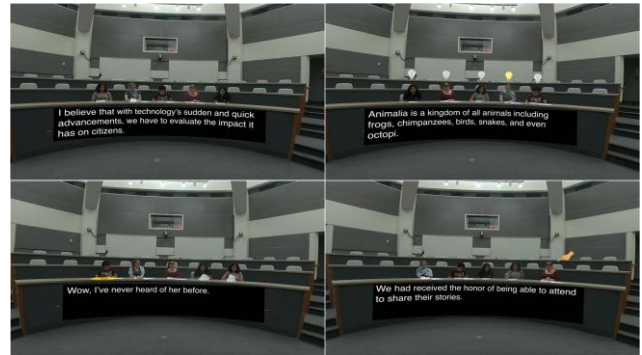 I believe that with technology's sudden and quick
advancements, we have to evaluate the impact it
has on citizens.
Animalia is a kingdom of all animals including
frogs, chimpanzees, birds, snakes, and even
octopi.
Wow, I've never heard of her before.
We had received the honor of being able to attend
to share their stories.